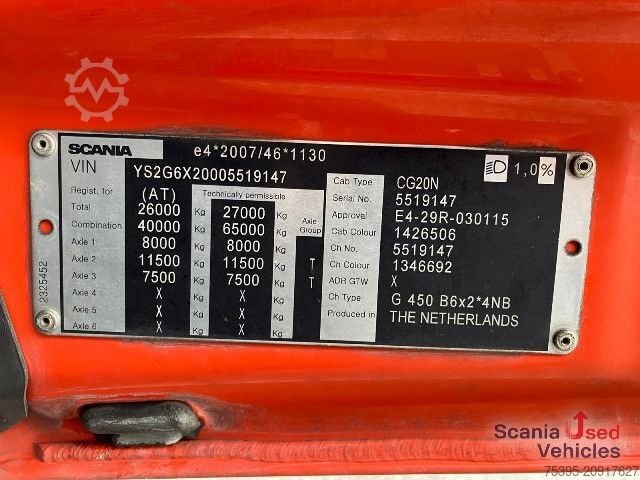 SCANIA e4*2007/46*1130
VIN YS2G6X20005519147
Regist. for (AT) Technically permissible
Total 26000 Kg 27000 Kg Axle Group
Combination 40000 Kg 65000 Kg
Axle 1 8000 Kg 8000 Kg
Axle 2 11500 Kg 11500 Kg T
Axle 3 7500 Kg 7500 Kg T
Axle 4 X Kg X Kg
Axle 5 X Kg X Kg
Axle 6 X Kg X Kg
2325452
1,0%
Cab Type CG20N
Serial No. 5519147
Approval E4-29R-030115
Cab Colour 1426506
Ch No. 5519147
Ch Colour 1346692
ADR GTW X
Ch Type G 450 B6x2*4NB
Produced in THE NETHERLANDS
Scania Used
Vehicles
75395-20917627